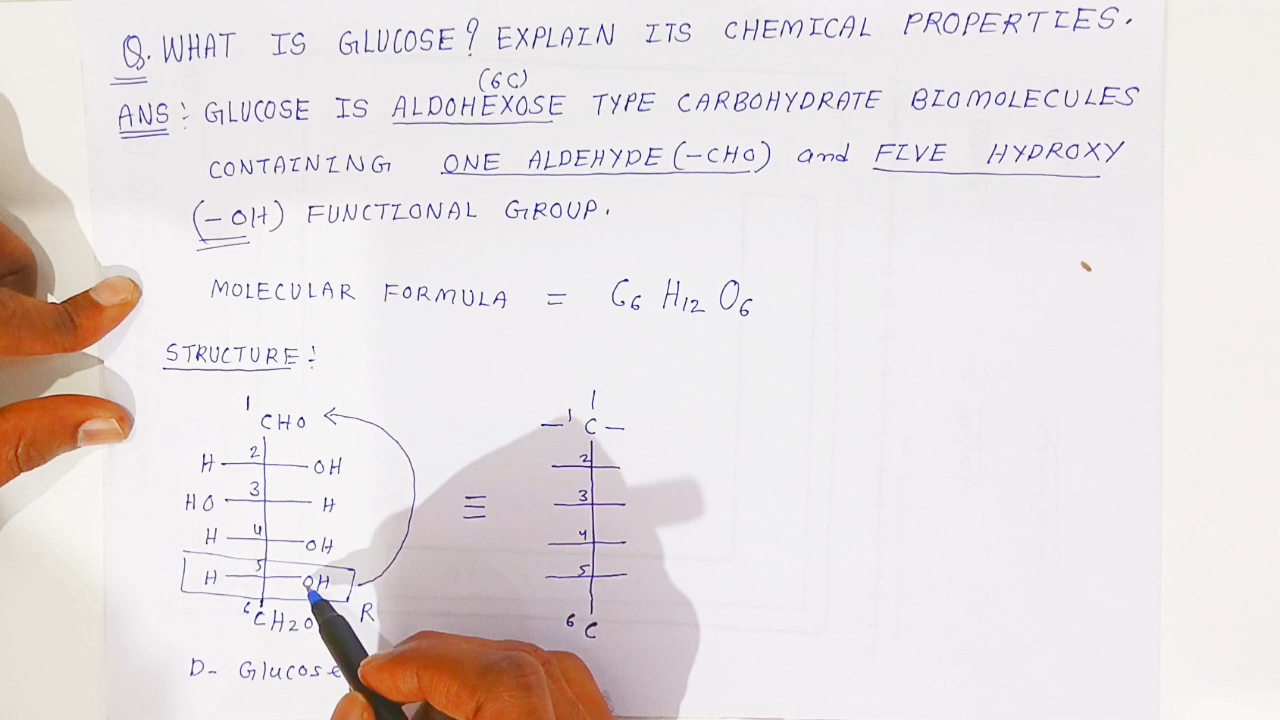 Q. WHAT IS GLUCOSE? EXPLAIN ITS CHEMICAL PROPERTIES.
(6C)
ANS : GLUCOSE IS ALDOHEXOSE TYPE CARBOHYDRATE BIOMOLECULES
CONTAINING ONE ALDEHYDE (-CHO) and FIVE HYDROXY
(-OH) FUNCTIONAL GROUP.
MOLECULAR FORMULA = C6 H12 O6
STRUCTURE :
1
CHO
H 2 OH
HO 3 H
H 4 OH
H 5 OH
6 CH2O
R
D- Glucose
≡
1 C
2
3
4
5
6 C